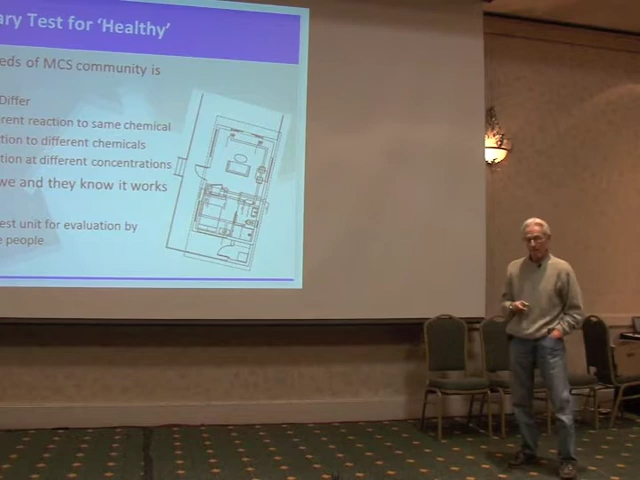 ary Test for 'Healthy'
eds of MCS community is
Differ
rent reaction to same chemical
tion to different chemicals
tion at different concentrations
we and they know it works
est unit for evaluation by
people